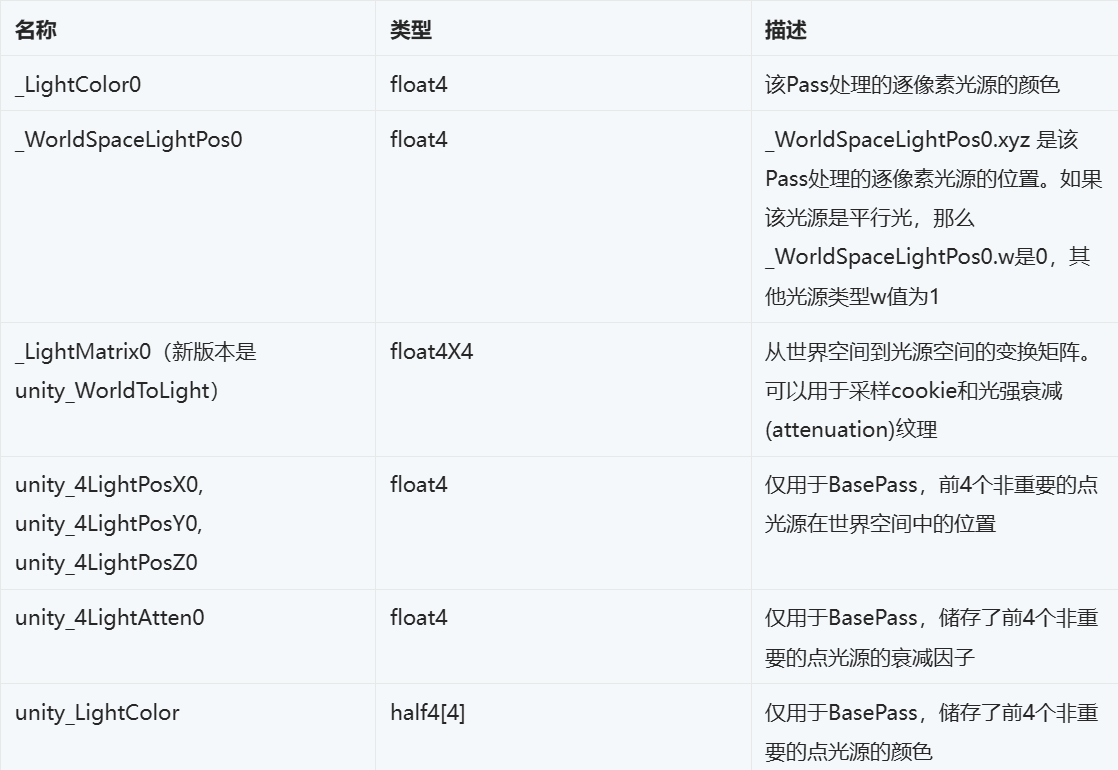 名称 类型 描述
_LightColor0 float4 该Pass处理的逐像素光源的颜色
_WorldSpaceLightPos0 float4 _WorldSpaceLightPos0.xyz 是该
Pass处理的逐像素光源的位置。如果
该光源是平行光，那么
_WorldSpaceLightPos0.w是0，其
他光源类型w值为1
_LightMatrix0（新版本是 float4X4 从世界空间到光源空间的变换矩阵。
unity_WorldToLight） 可以用于采样cookie和光强衰减
(attenuation)纹理
unity_4LightPosX0, float4 仅用于BasePass，前4个非重要的点
unity_4LightPosY0, 光源在世界空间中的位置
unity_4LightPosZ0
unity_4LightAtten0 float4 仅用于BasePass，储存了前4个非重
要的点光源的衰减因子
unity_LightColor half4[4] 仅用于BasePass，储存了前4个非重
要的点光源的颜色